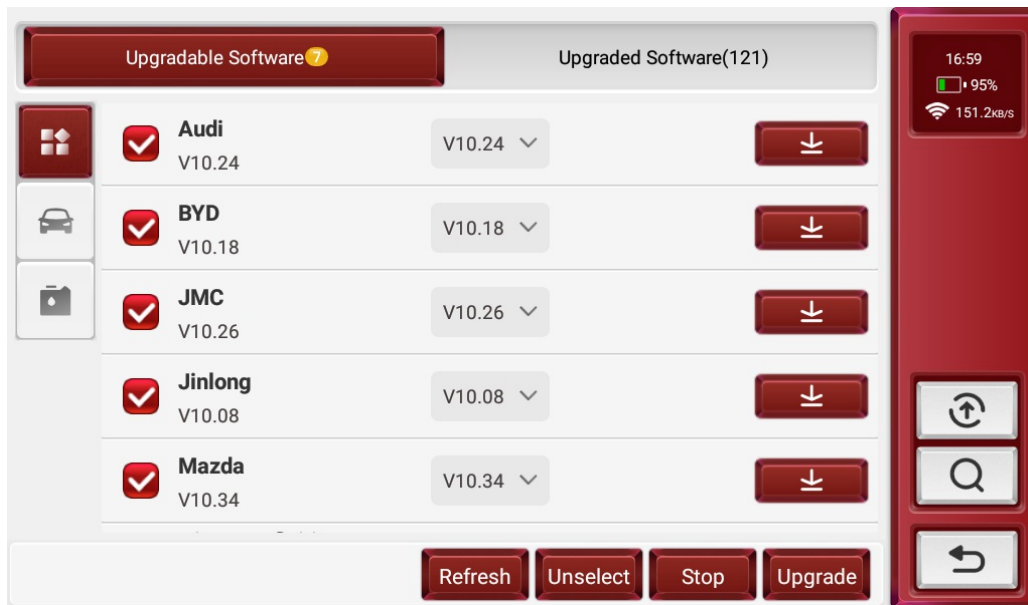 Upgradable Software 7
Upgraded Software(121)
16:59
95%
151.2KB/S
Audi
V10.24
V10.24
BYD
V10.18
V10.18
JMC
V10.26
V10.26
Jinlong
V10.08
V10.08
Mazda
V10.34
V10.34
Refresh
Unselect
Stop
Upgrade